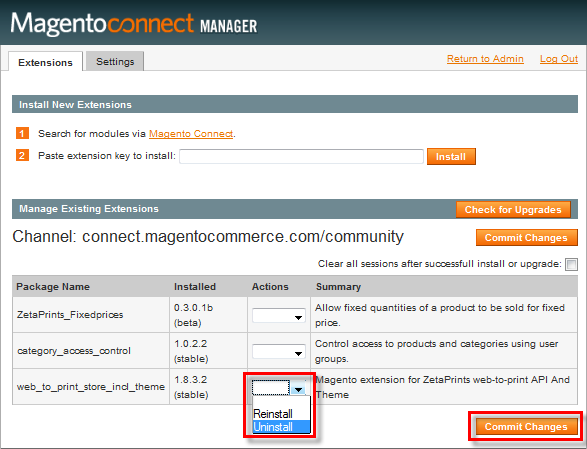 Magentoconnect MANAGER
Extensions
Settings
Return to Admin
Log Out
Install New Extensions
1 Search for modules via Magento Connect.
2 Paste extension key to install:
Install
Manage Existing Extensions
Check for Upgrades
Channel: connect.magentocommerce.com/community
Commit Changes
Clear all sessions after successfull install or upgrade:
Package Name Installed Actions Summary
ZetaPrints_Fixedprices 0.3.0.1b Allow fixed quantities of a product to be sold for fixed
(beta) price.
category_access_control 1.0.2.2 Control access to products and categories using user
(stable) groups.
web_to_print_store_incl_theme 1.8.3.2 Magento extension for ZetaPrints web-to-print API And
(stable) Theme
Reinstall
Uninstall
Commit Changes